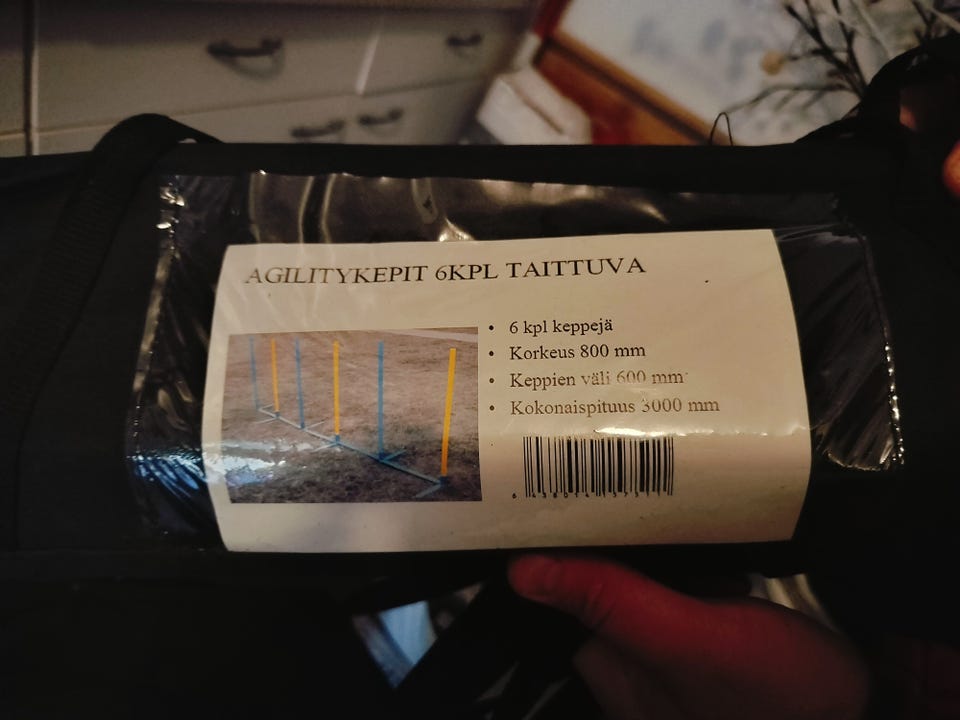 AGILITYKEPIT 6KPL TAITTUVA
• 6 kpl keppejä
• Korkeus 800 mm
• Keppien väli 600 mm
• Kokonaispituus 3000 mm